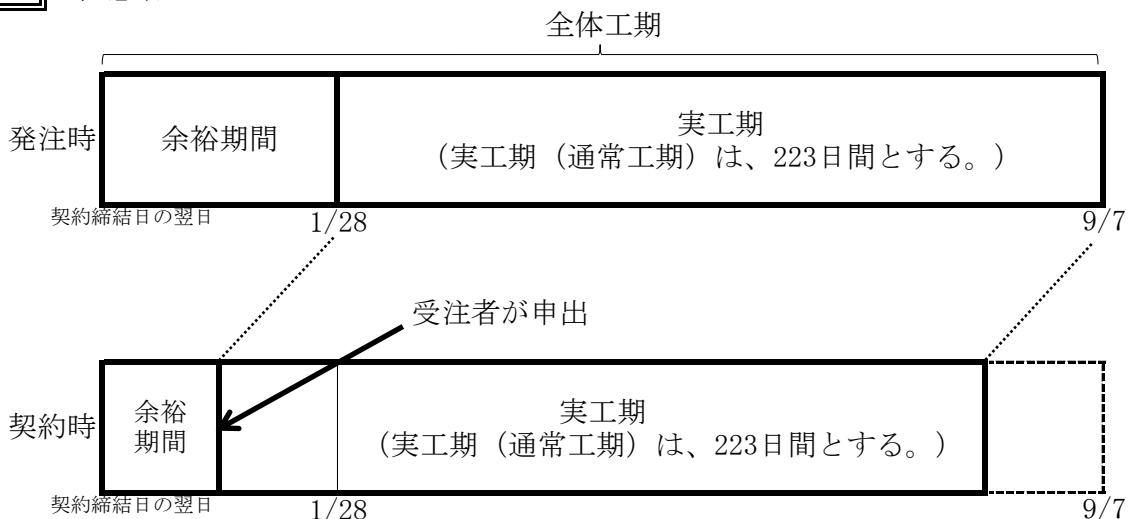 全体工期
発注時
余裕期間
実工期
(実工期(通常工期)は、223日間とする。)
契約締結日の翌日
1/28
9/7
受注者が申出
契約時
余裕
期間
実工期
(実工期(通常工期)は、223日間とする。)
契約締結日の翌日
1/28
9/7